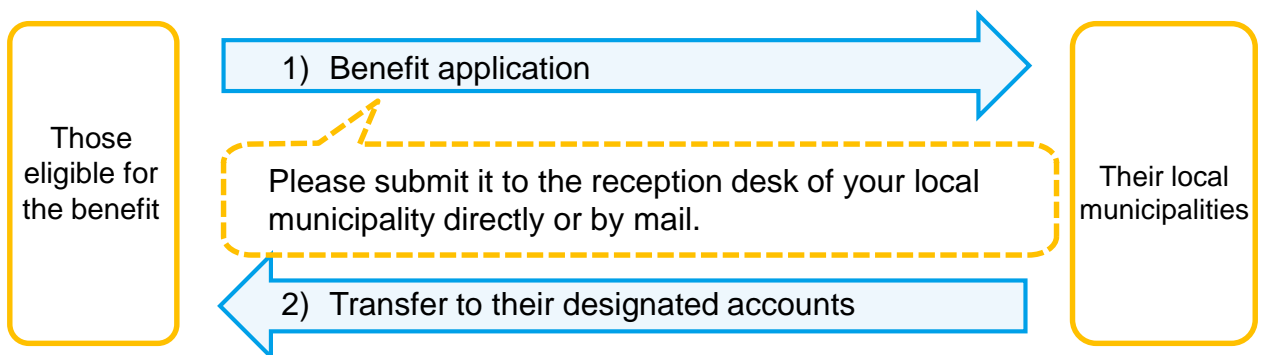 Those
eligible for
the benefit
1) Benefit application
Please submit it to the reception desk of your local
municipality directly or by mail.
2) Transfer to their designated accounts
Their local
municipalities